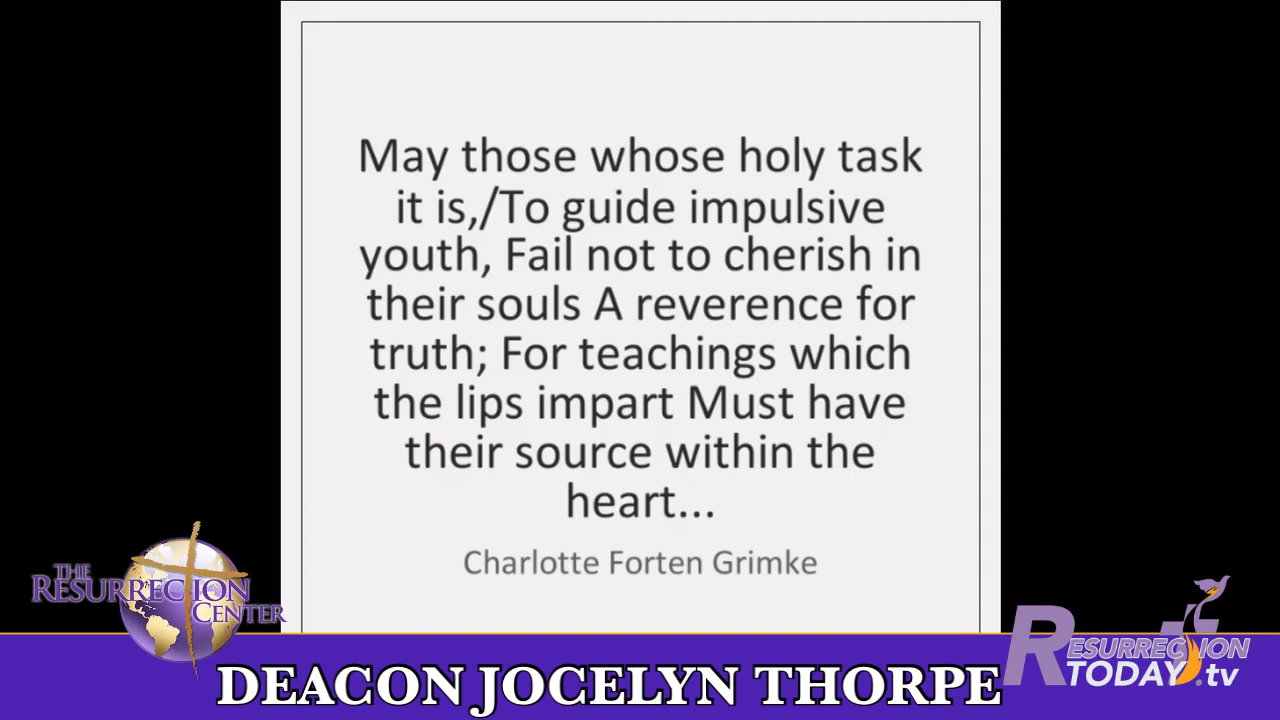 May those whose holy task
it is,/To guide impulsive
youth, Fail not to cherish in
their souls A reverence for
truth; For teachings which
the lips impart Must have
their source within the
heart...
Charlotte Forten Grimke
THE
RESURRECTION
CENTER
DEACON JOCELYN THORPE
RESURRECTION
TODAY.tv